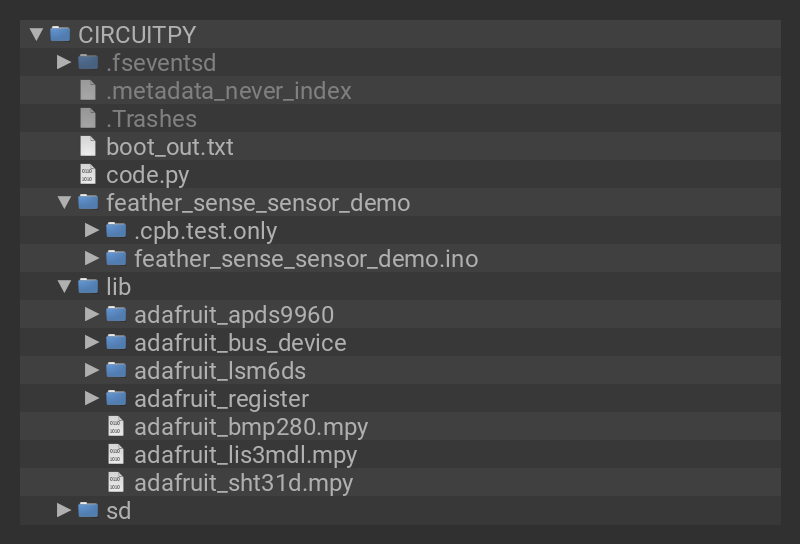 CIRCUITPY
.fseventsd
.metadata_never_index
.Trashes
boot_out.txt
code.py
feather_sense_sensor_demo
.cpb.test.only
feather_sense_sensor_demo.ino
lib
adafruit_apds9960
adafruit_bus_device
adafruit_lsm6ds
adafruit_register
adafruit_bmp280.mpy
adafruit_lis3mdl.mpy
adafruit_sht31d.mpy
sd